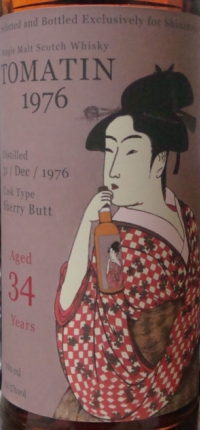 and Bottled Exclusively for
Single Malt Scotch Whisky
TOMATIN
1976
Distilled
/ Dec / 1976
Cask Type
Sherry Butt
Aged
34
Years